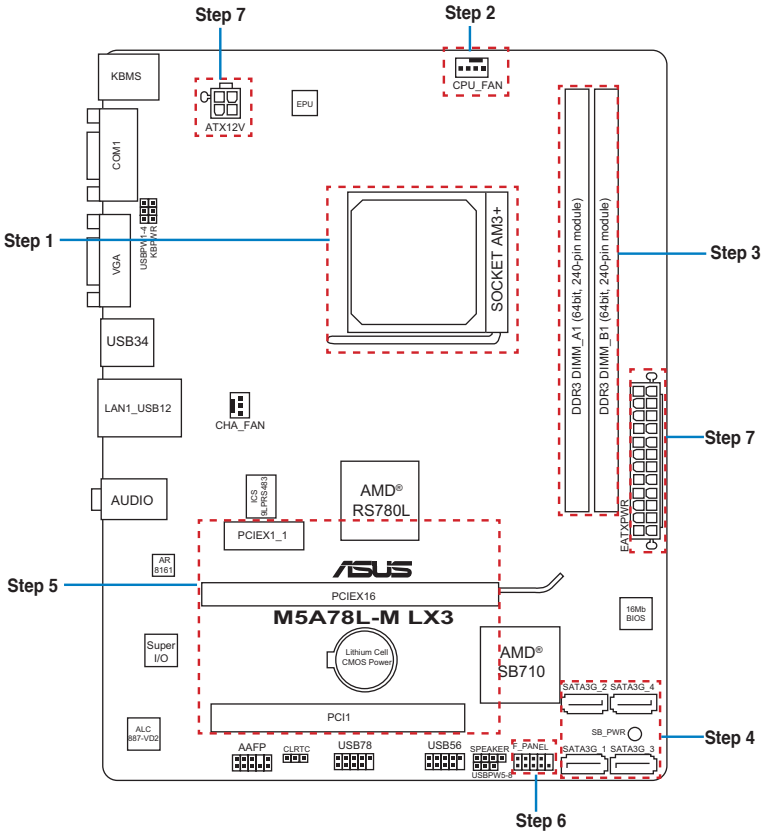 Step 7
Step 2
KBMS
CPU_FAN
EPU
ATX12V
COM1
USBPW1-4
KBPWR
Step 1
VGA
SOCKET AM3+
DDR3 DIMM_A1 (64bit, 240-pin module)
DDR3 DIMM_B1 (64bit, 240-pin module)
Step 3
USB34
LAN1_USB12
CHA_FAN
Step 7
EATXPWR
AUDIO
ICS
9LPRS483
AMD®
RS780L
PCIEX1_1
AR
8161
ASUS
Step 5
PCIEX16
M5A78L-M LX3
16Mb
BIOS
Super
I/O
Lithium Cell
CMOS Power
AMD®
SB710
SATA3G_2
SATA3G_4
PCI1
ALC
887-VD2
SB_PWR
Step 4
AAFP
CLRTC
USB78
USB56
SPEAKER
F_PANEL
SATA3G_1
SATA3G_3
USBPW5-8
Step 6